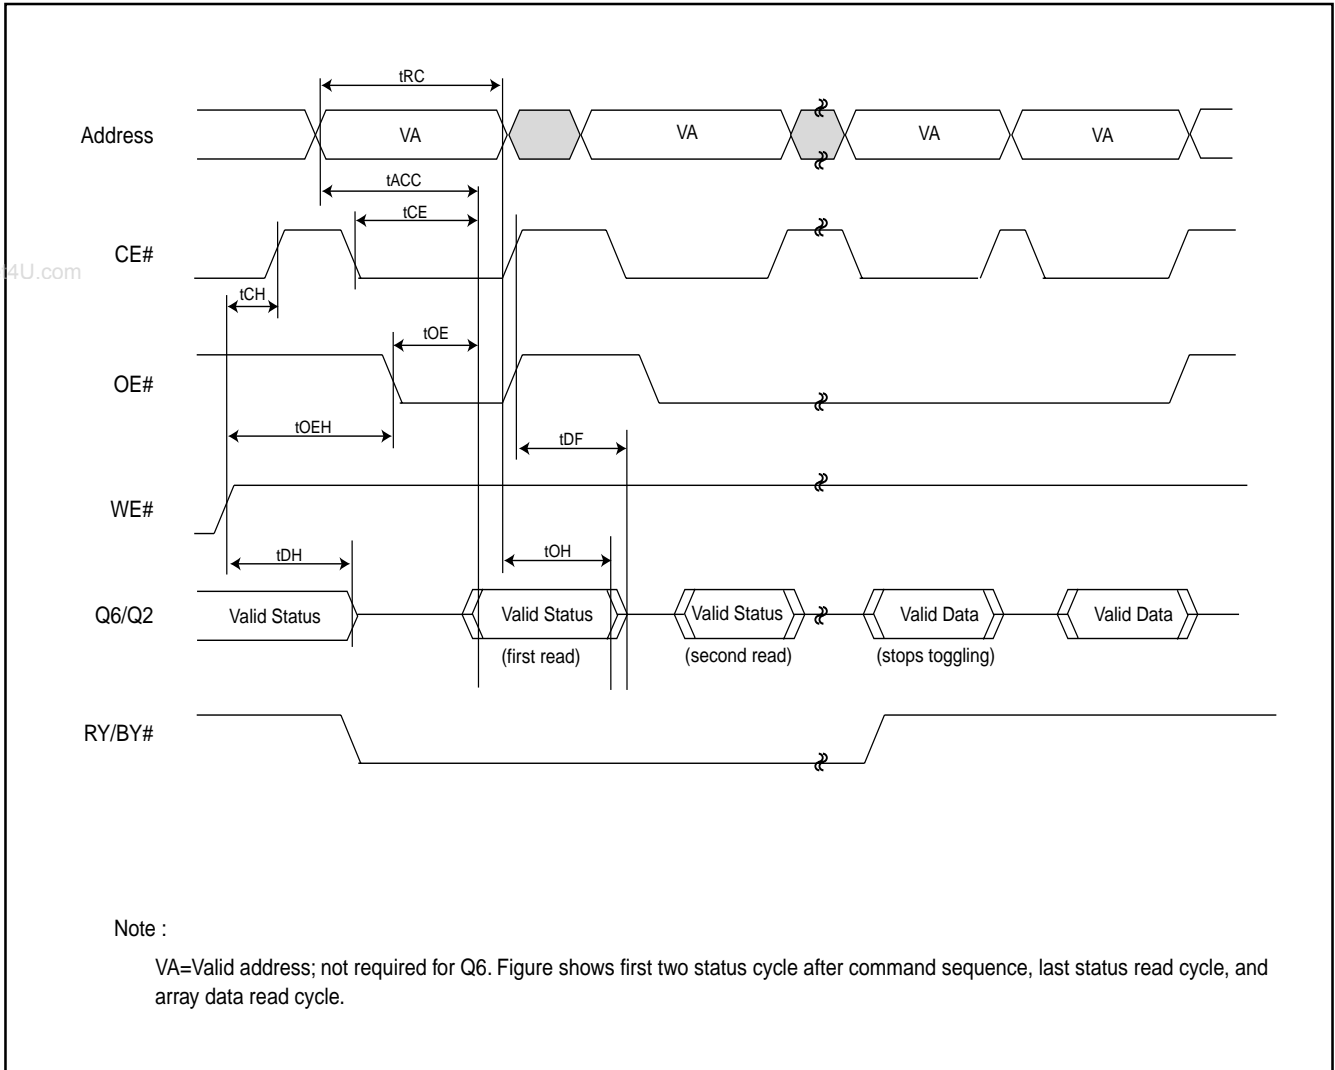 tRC
Address
VA
VA
VA
VA
tACC
tCE
CE#
t4U.com
tCH
tOE
OE#
tOEH
tDF
WE#
tDH
tOH
Q6/Q2
Valid Status
Valid Status
Valid Status
Valid Data
Valid Data
(first read)
(second read)
(stops toggling)
RY/BY#
Note :
VA=Valid address; not required for Q6. Figure shows first two status cycle after command sequence, last status read cycle, and
array data read cycle.